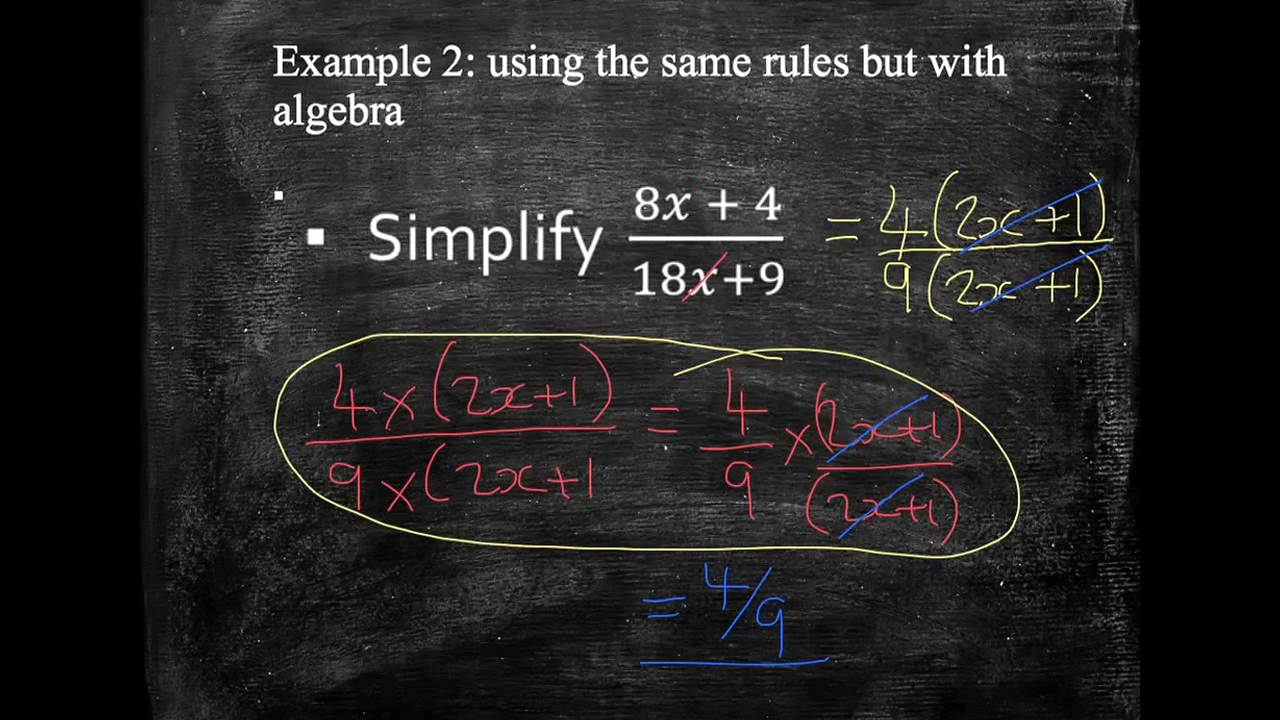 Example 2: using the same rules but with
algebra
▪
▪ Simplify (8x + 4)/(18x+9) = 4(2x+1)/9(2x+1)
4×(2x+1)/9×(2x+1 = 4/9 × (2x+1)/(2x+1)
= 4/9